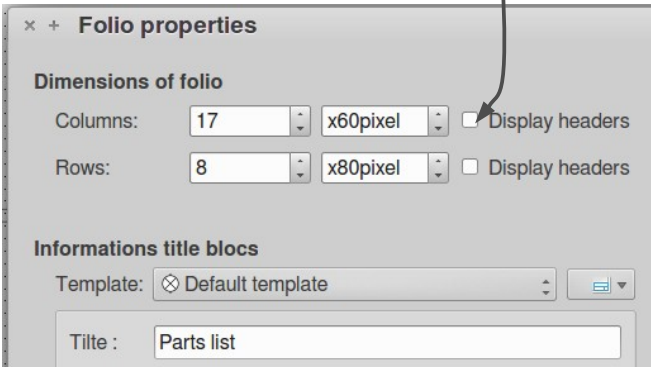 Folio properties
Dimensions of folio
Columns: 17 x60pixel Display headers
Rows: 8 x80pixel Display headers
Informations title blocs
Template: Default template
Tilte : Parts list